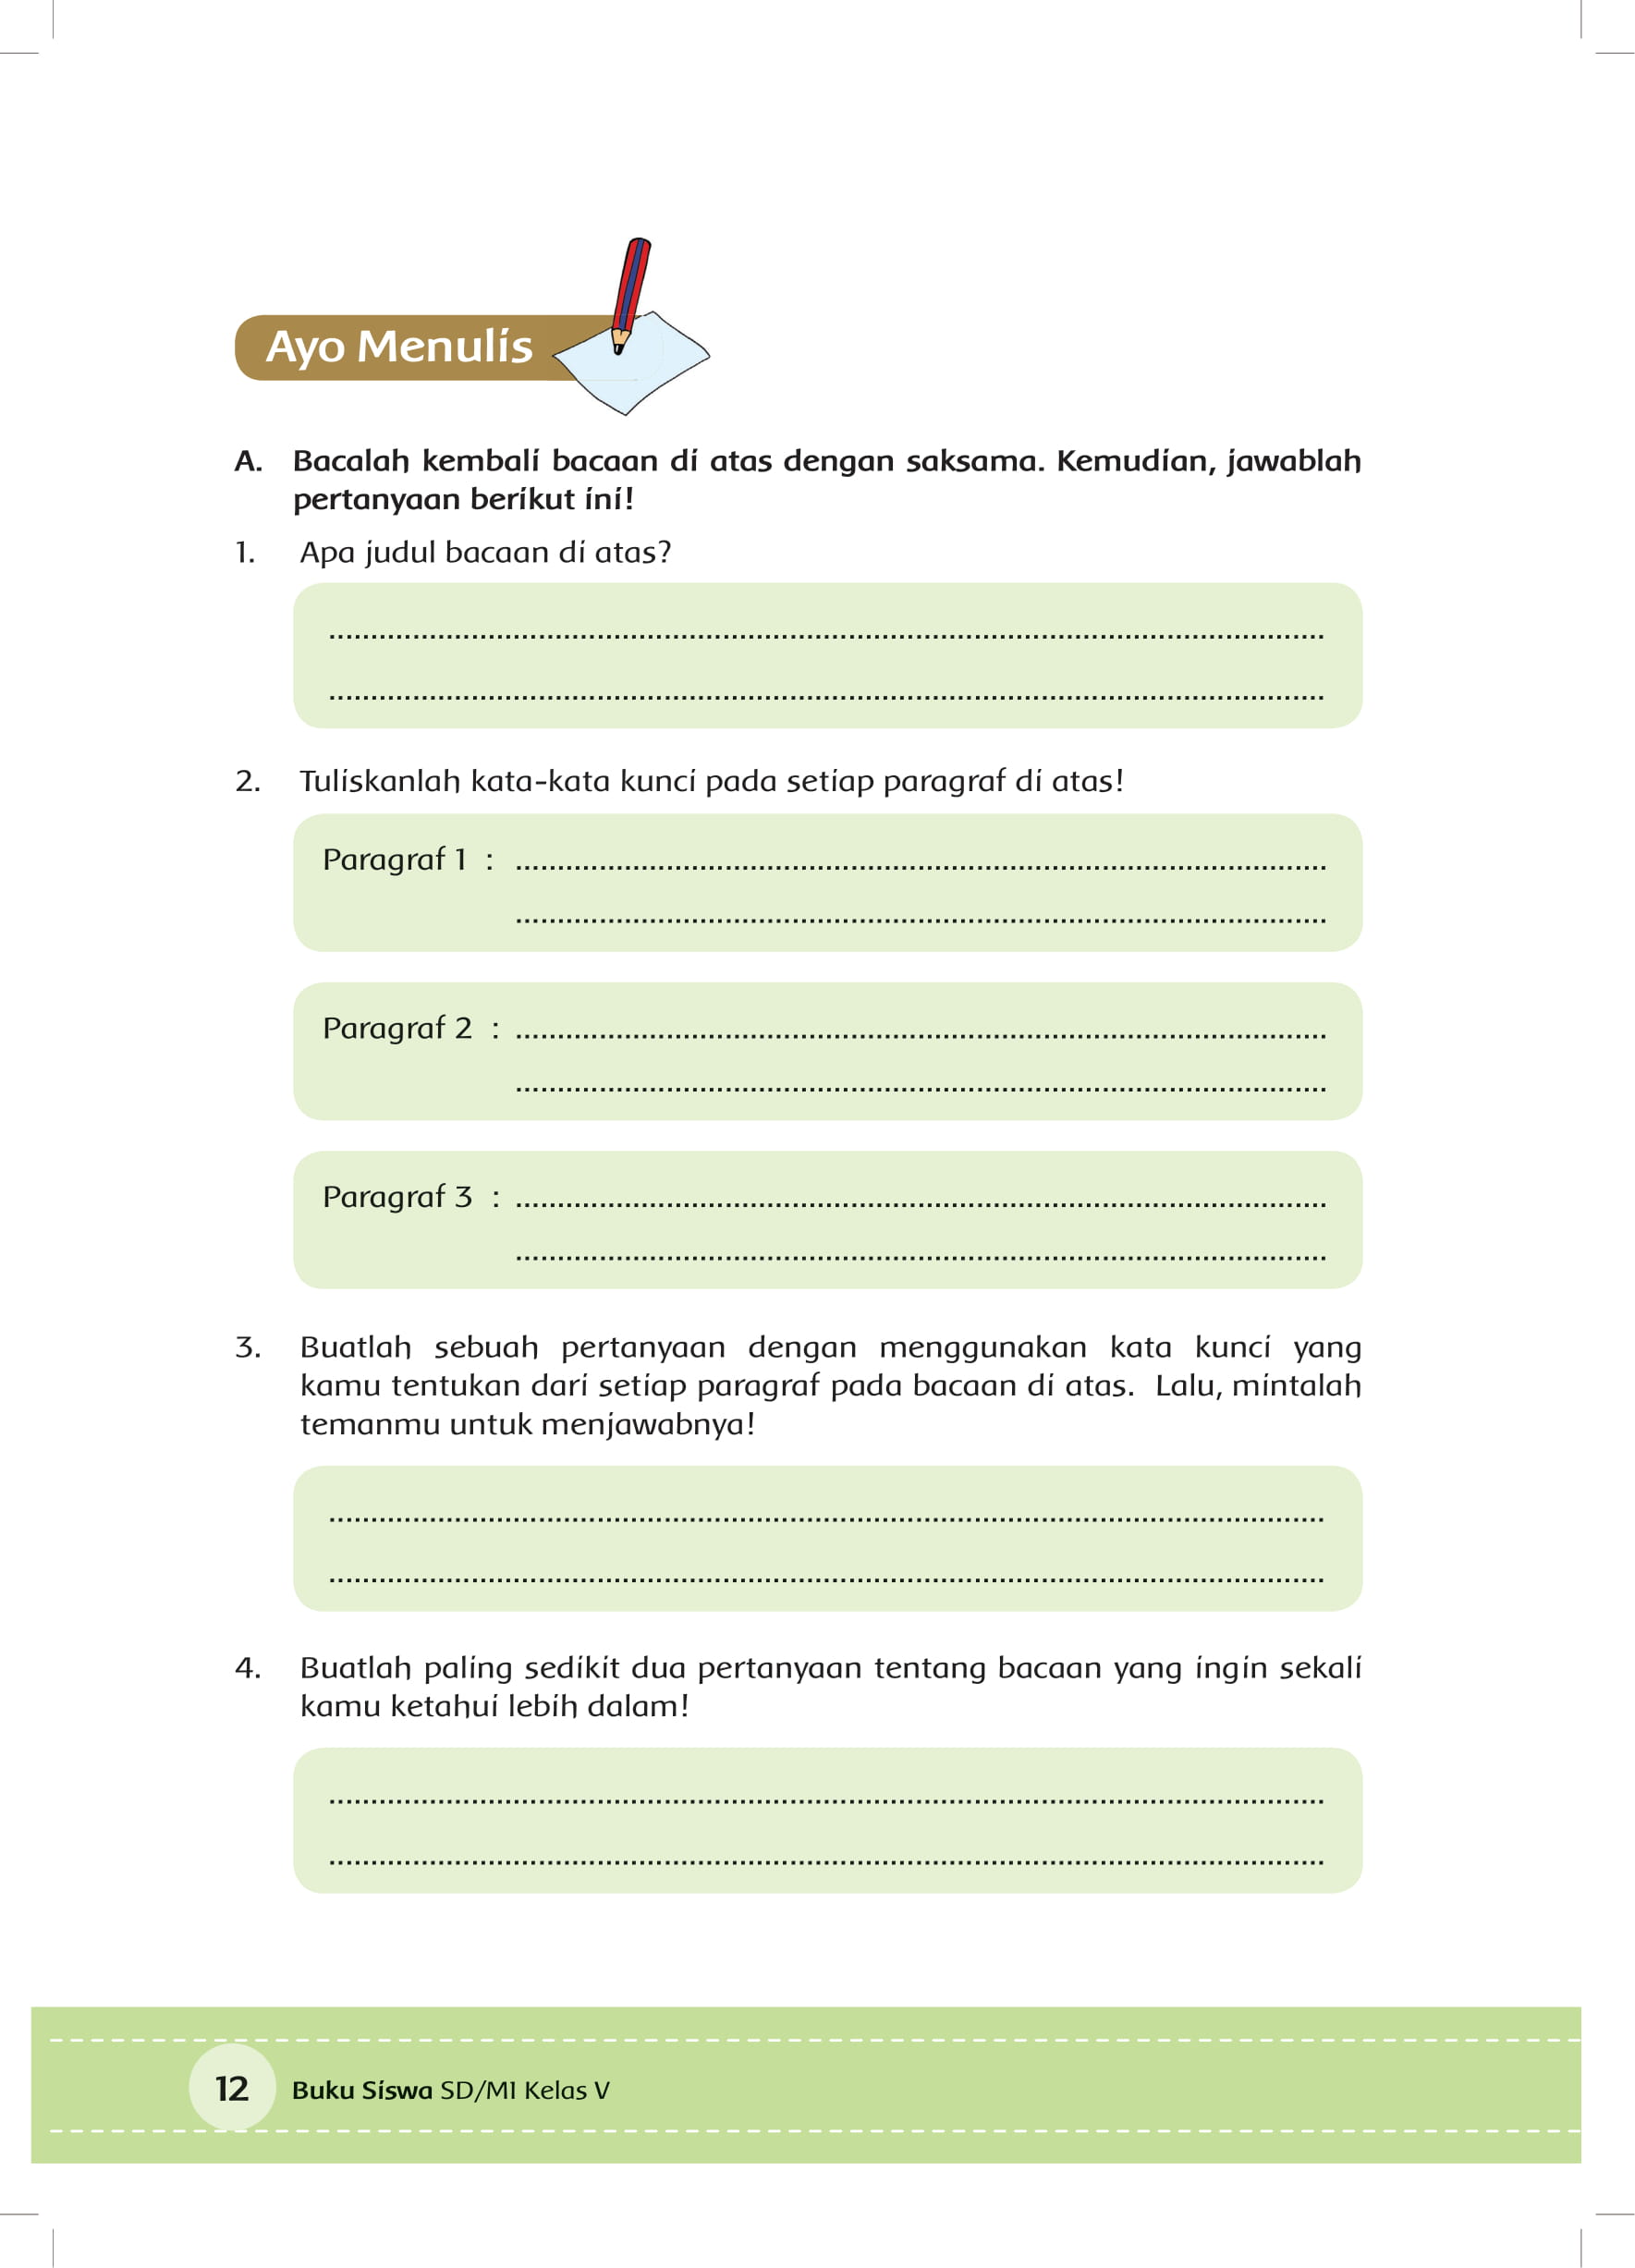 Ayo Menulis
A. Bacalah kembali bacaan di atas dengan saksama. Kemudian, jawablah
pertanyaan berikut ini!
1. Apa judul bacaan di atas?
2. Tuliskanlah kata-kata kunci pada setiap paragraf di atas!
Paragraf 1 :
Paragraf 2 :
Paragraf 3 :
3. Buatlah sebuah pertanyaan dengan menggunakan kata kunci yang
kamu tentukan dari setiap paragraf pada bacaan di atas. Lalu, mintalah
temanmu untuk menjawabnya!
4. Buatlah paling sedikit dua pertanyaan tentang bacaan yang ingin sekali
kamu ketahui lebih dalam!
12 Buku Siswa SD/MI Kelas V